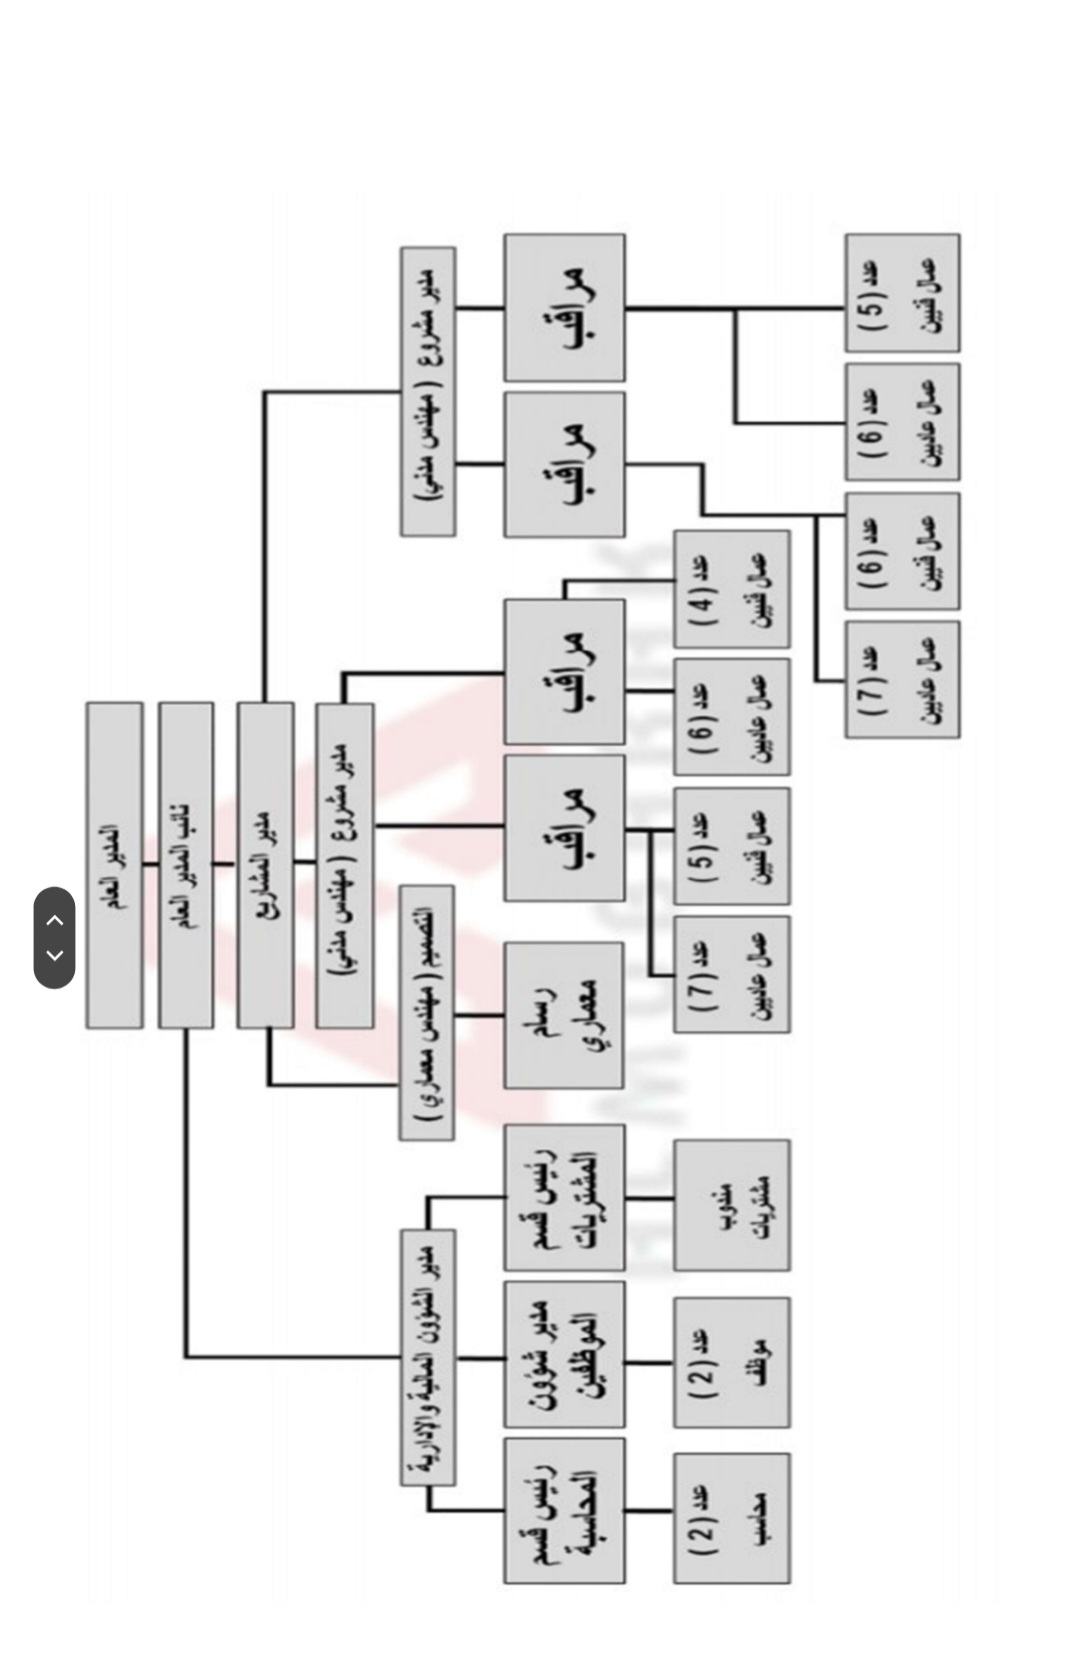 المدير العام
نائب المدير العام
مدير المشاريع
مدير مشروع ( مهندس مدني)
مدير مشروع ( مهندس مدني)
التصميم ( مهندس معماري )
مدير الشؤون المالية والإدارية
مراقب
مراقب
مراقب
مراقب
رسام
معماري
رئيس قسم
المشتريات
مدير شؤون
الموظفين
رئيس قسم
المحاسبة
عدد ( 4 )
عمال فنيين
عدد ( 6 )
عمال عاديين
عدد ( 5 )
عمال فنيين
عدد ( 7 )
عمال عاديين
مندوب
مشتريات
عدد ( 2 )
موظف
عدد ( 2 )
محاسب
عدد ( 5 )
عمال فنيين
عدد ( 6 )
عمال عاديين
عدد ( 6 )
عمال فنيين
عدد ( 7 )
عمال عاديين